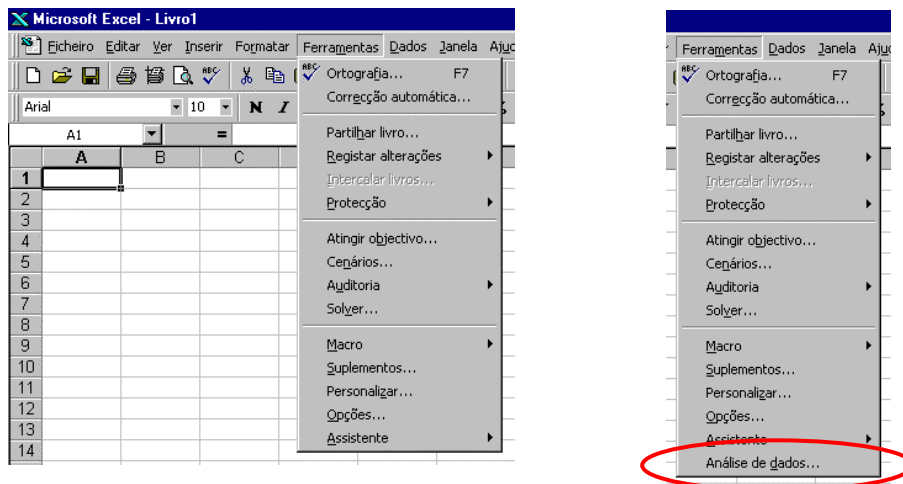 Microsoft Excel - Livro1
Ficheiro Editar Ver Inserir Formatar Ferramentas Dados Janela
Arial 10 N I
A1 =
A B C
1
2
3
4
5
6
7
8
9
10
11
12
13
14
ABC Ortografia... F7
Correcção automática...
Partilhar livro...
Registar alterações
Intercalar livros...
Protecção
Atingir objectivo...
Cenários...
Auditoria
Solver...
Macro
Suplementos...
Personalizar...
Opções...
Assistente
Ferramentas Dados Janela
ABC Ortografia... F7
Correcção automática...
Partilhar livro...
Registar alterações
Intercalar livros...
Protecção
Atingir objectivo...
Cenários...
Auditoria
Solver...
Macro
Suplementos...
Personalizar...
Opções...
Assistente
Análise de dados...